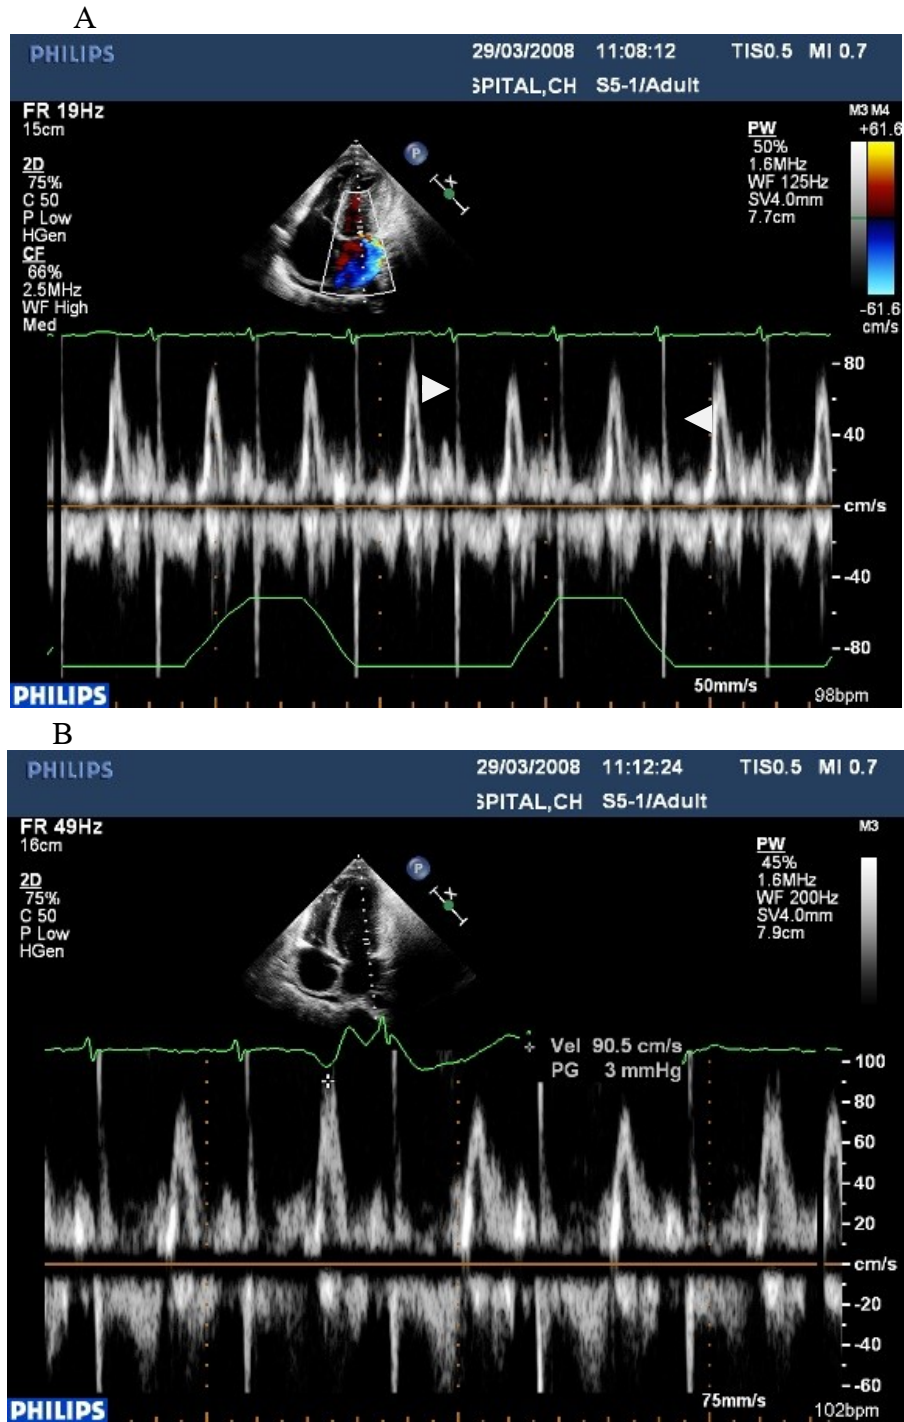 A
PHILIPS
29/03/2008 11:08:12 TIS0.5 MI 0.7
SPITAL,CH S5-1/Adult
FR 19Hz
15cm
2D
75%
C 50
P Low
HGen
CF
66%
2.5MHz
WF High
Med
P
X
PW
50%
1.6MHz
WF 125Hz
SV4.0mm
7.7cm
M3 M4
+61.6
-61.6
cm/s
80
40
cm/s
-40
-80
50mm/s
98bpm
PHILIPS
B
PHILIPS
29/03/2008 11:12:24 TIS0.5 MI 0.7
SPITAL,CH S5-1/Adult
FR 49Hz
16cm
2D
75%
C 50
P Low
HGen
P
X
PW
45%
1.6MHz
WF 200Hz
SV4.0mm
7.9cm
M3
Vel 90.5 cm/s
PG 3 mmHg
100
80
60
40
20
cm/s
-20
-40
-60
75mm/s
102bpm
PHILIPS